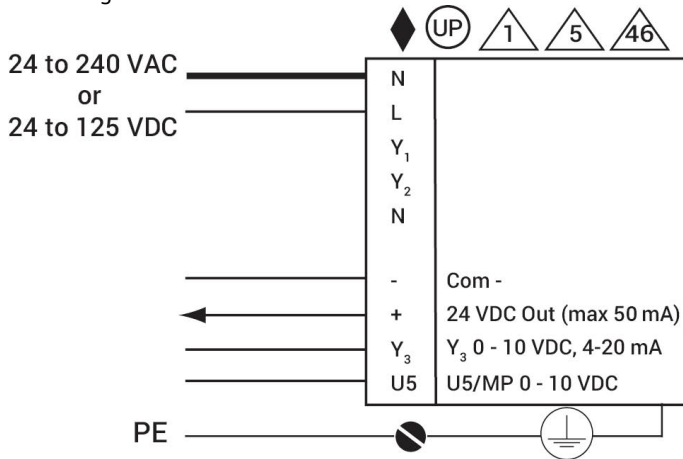 UP 1 5 46
24 to 240 VAC
or
24 to 125 VDC
N
L
Y1
Y2
N
- Com -
+ 24 VDC Out (max 50 mA)
Y3 Y3 0 - 10 VDC, 4-20 mA
U5 U5/MP 0 - 10 VDC
PE